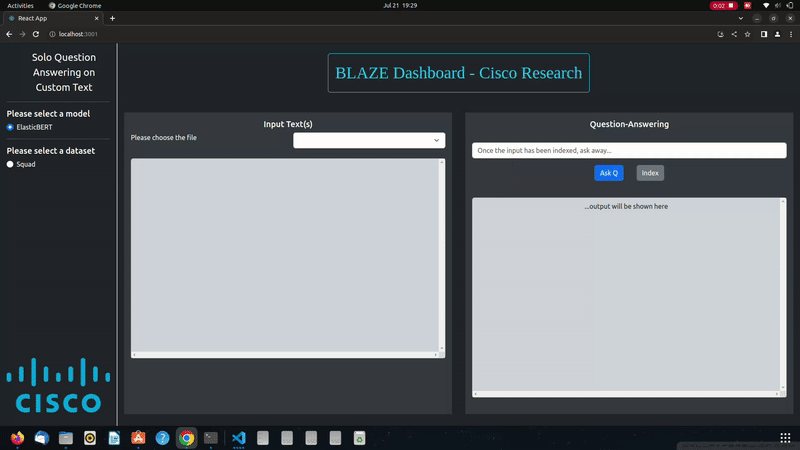 Activities
Google Chrome
Jul 21 19:29
0:02
React App
localhost:3001
Solo Question
Answering on
Custom Text
Please select a model
ElasticBERT
Please select a dataset
Squad
CISCO
BLAZE Dashboard - Cisco Research
Input Text(s)
Please choose the file
Question-Answering
Once the input has been indexed, ask away...
Ask Q
Index
...output will be shown here